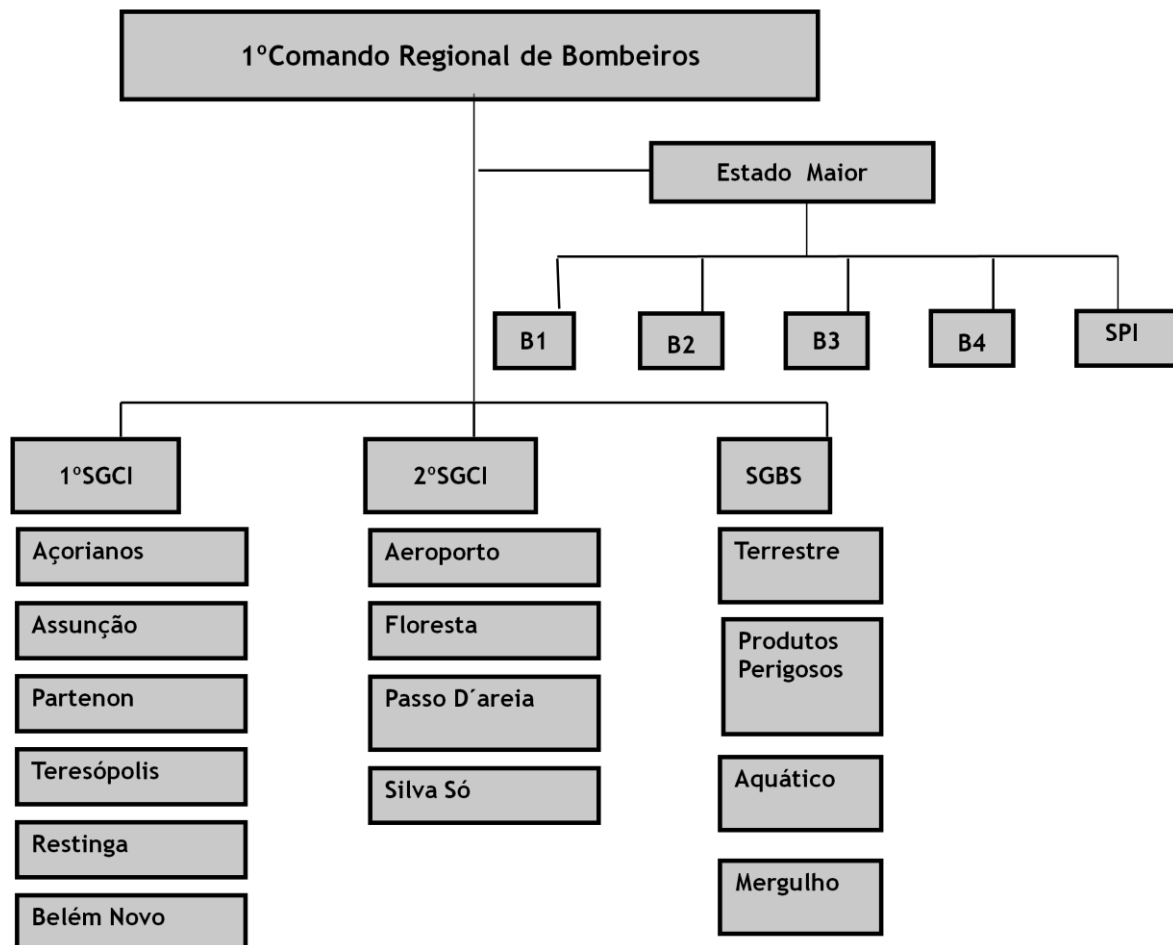 1ºComando Regional de Bombeiros
Estado Maior
B1
B2
B3
B4
SPI
1ºSGCI
2ºSGCI
SGBS
Açorianos
Assunção
Partenon
Teresópolis
Restinga
Belém Novo
Aeroporto
Floresta
Passo D´areia
Silva Só
Terrestre
Produtos
Perigosos
Aquático
Mergulho